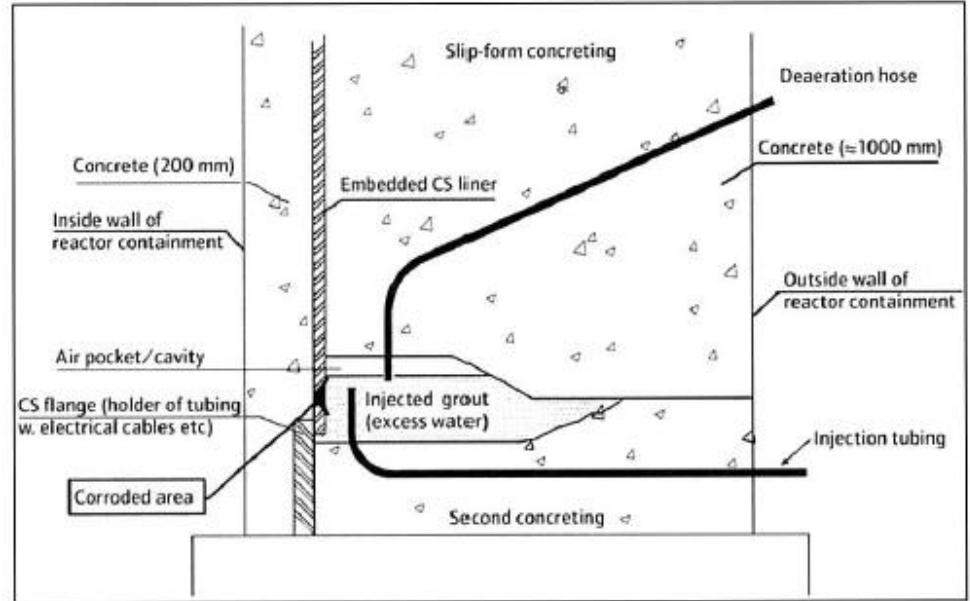 Slip-form concreting
Deaeration hose
Concrete (200 mm)
Concrete (≈1000 mm)
Embedded CS liner
Inside wall of
reactor containment
Outside wall of
reactor containment
Air pocket/cavity
CS flange (holder of tubing
w. electrical cables etc)
Injected grout
(excess water)
Injection tubing
Corroded area
Second concreting